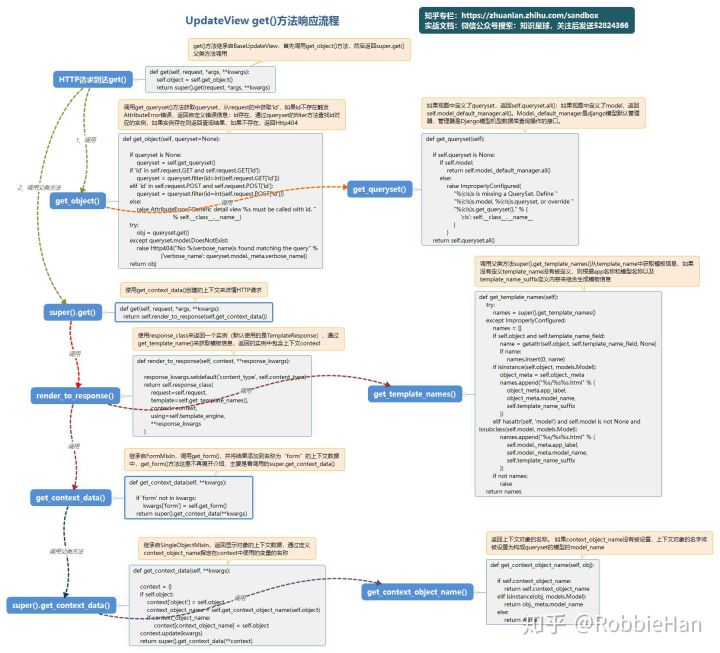 UpdateView get()方法响应流程
知乎专栏：https://zhuanlan.zhihu.com/sandbox
实战文档：微信公众号搜索：知识星球，关注后发送52824366
get()方法继承自BaseUpdateView，首先调用get_object()方法，然后返回super.get()
父类方法调用
HTTP请求到达get()
def get(self, request, *args, **kwargs):
self.object = self.get_object()
return super().get(request, *args, **kwargs)
1、调用
2、调用父类方法
调用get_queryset()方法获取queryset，从request的中获取'id'，如果id不存在触发
AttributeError错误，返回自定义错误信息；id存在，通过queryset的filter方法查询id对
应的实例，如果实例存在则返回查询结果，如果不存在，返回Http404
get_object()
def get_object(self, queryset=None):
if queryset is None:
queryset = self.get_queryset()
if 'id' in self.request.GET and self.request.GET['id']:
queryset = queryset.filter(id=int(self.request.GET['id']))
elif 'id' in self.request.POST and self.request.POST['id']:
queryset = queryset.filter(id=int(self.request.POST['id']))
else:
raise AttributeError("Generic detail view %s must be called with id. "
% self.__class__.__name__)
try:
obj = queryset.get()
except queryset.model.DoesNotExist:
raise Http404("No %(verbose_name)s found matching the query" %
{'verbose_name': queryset.model._meta.verbose_name})
return obj
调用
如果视图中定义了queryset，返回self.queryset.all()；如果视图中定义了model，返回
self.model._default_manager.all()。Model._default_manager是django模型默认管理
器，管理器是Django模型机型数据库查询操作的接口。
get_queryset()
def get_queryset(self):
if self.queryset is None:
if self.model:
return self.model._default_manager.all()
else:
raise ImproperlyConfigured(
"%(cls)s is missing a QuerySet. Define "
"%(cls)s.model, %(cls)s.queryset, or override "
"%(cls)s.get_queryset()." % {
'cls': self.__class__.__name__
}
)
return self.queryset.all()
使用get_context_data()创建的上下文来详情HTTP请求
super().get()
def get(self, request, *args, **kwargs):
return self.render_to_response(self.get_context_data())
调用
使用response_class来返回一个实例（默认使用的是TemplateResponse），通过
get_template_name()来获取模板信息，返回的实例中包含上下文context
render_to_response()
def render_to_response(self, context, **response_kwargs):
response_kwargs.setdefault('content_type', self.content_type)
return self.response_class(
request=self.request,
template=self.get_template_names(),
context=context,
using=self.template_engine,
**response_kwargs
)
调用
调用父类方法super().get_template_names()从template_name中获取模板信息，如果
没有定义template_name没有被定义，则根据app名称和模型名称以及
template_name_suffix定义内容来组合生成模板信息
get_template_names()
def get_template_names(self):
try:
names = super().get_template_names()
except ImproperlyConfigured:
names = []
if self.object and self.template_name_field:
name = getattr(self.object, self.template_name_field, None)
if name:
names.insert(0, name)
if isinstance(self.object, models.Model):
object_meta = self.object._meta
names.append("%s/%s%s.html" % (
object_meta.app_label,
object_meta.model_name,
self.template_name_suffix
))
elif hasattr(self, 'model') and self.model is not None and
issubclass(self.model, models.Model):
names.append("%s/%s%s.html" % (
self.model._meta.app_label,
self.model._meta.model_name,
self.template_name_suffix
))
if not names:
raise
return names
调用
继承自FormMixin，调用get_form()，并将结果添加到名称为“form”的上下文数据
中，get_form()方法这里不再展开介绍，主要是看调用的super.get_context_data()
get_context_data()
def get_context_data(self, **kwargs):
if 'form' not in kwargs:
kwargs['form'] = self.get_form()
return super().get_context_data(**kwargs)
调用父类方法
继承自SingleObjectMixin，返回显示对象的上下文数据，通过定义
context_object_name指定在context中使用的变量的名称
super().get_context_data()
def get_context_data(self, **kwargs):
context = {}
if self.object:
context['object'] = self.object
context_object_name = self.get_context_object_name(self.object)
if context_object_name:
context[context_object_name] = self.object
context.update(kwargs)
return super().get_context_data(**context)
调用
返回上下文对象的名称。 如果context_object_name没有被设置，上下文对象的名字将
被设置为构成queryset的模型的model_name
get_context_object_name()
def get_context_object_name(self, obj):
if self.context_object_name:
return self.context_object_name
elif isinstance(obj, models.Model):
return obj._meta.model_name
else:
return None
知乎 @RobbieHan